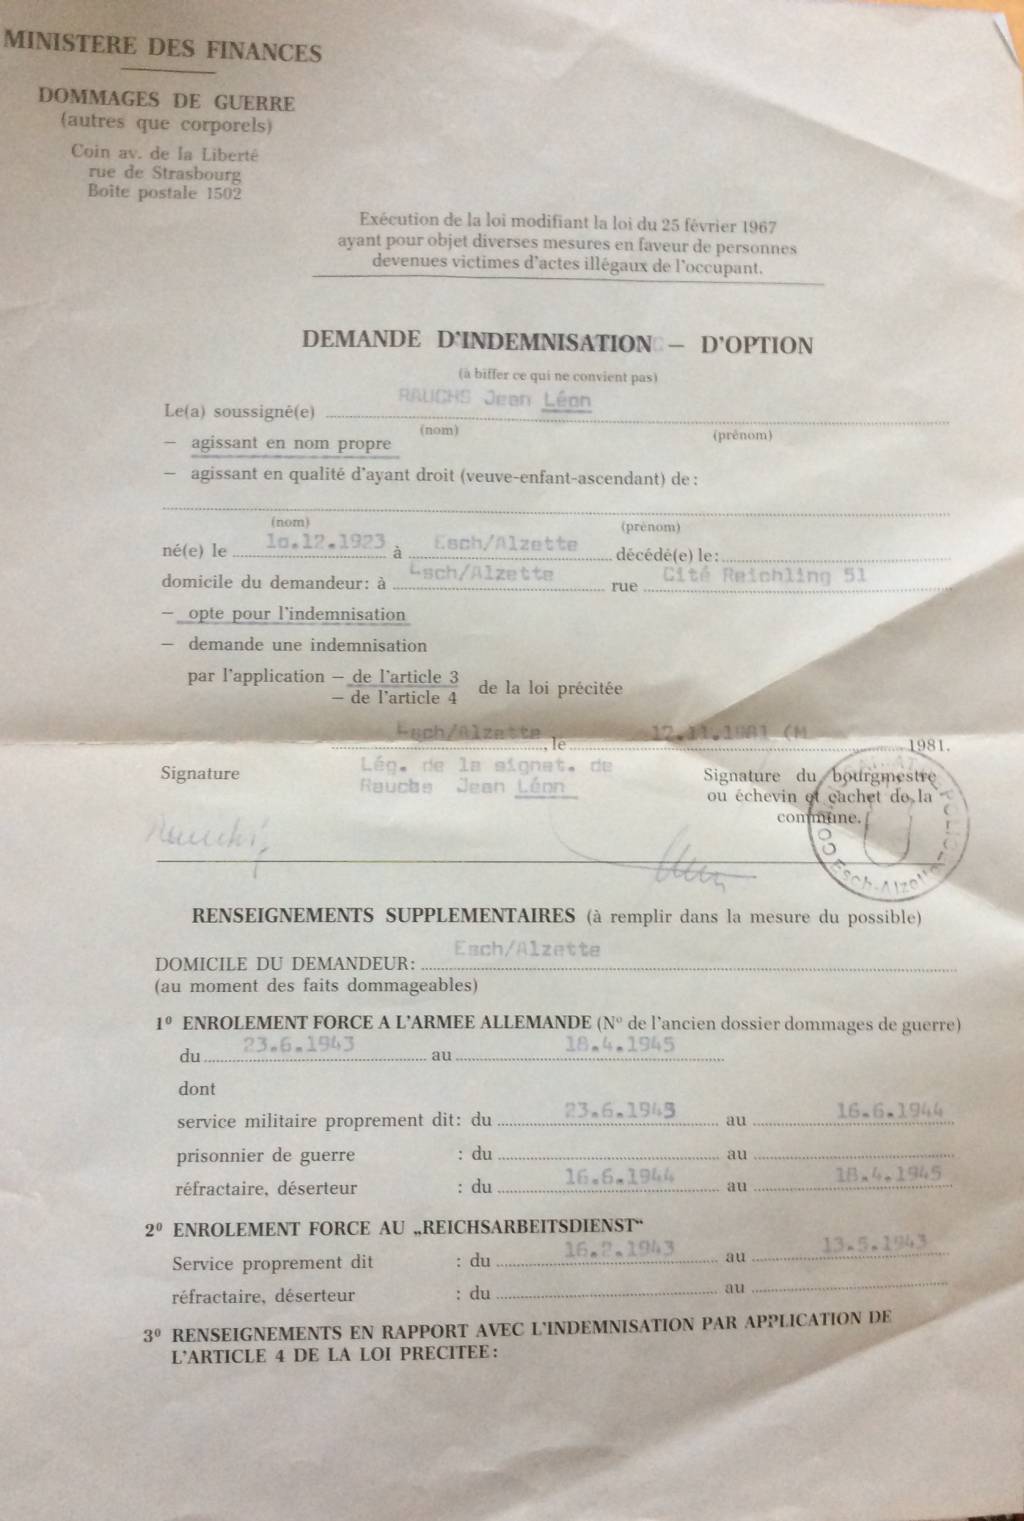 MINISTERE DES FINANCES
DOMMAGES DE GUERRE
(autres que corporels)
Coin av. de la Liberté
rue de Strasbourg
Boîte postale 1502
Exécution de la loi modifiant la loi du 25 février 1967
ayant pour objet diverses mesures en faveur de personnes
devenues victimes d'actes illégaux de l'occupant.
DEMANDE D'INDEMNISATION — D'OPTION
(à biffer ce qui ne convient pas)
Le(a) soussigné(e) RAUCHS Jean Léon
(nom) (prénom)
— agissant en nom propre
— agissant en qualité d'ayant droit (veuve-enfant-ascendant) de :
(nom) (prénom)
né(e) le 10.12.1923 à Esch/Alzette décédé(e) le:
domicile du demandeur: à Esch/Alzette rue Cité Reichling 51
— opte pour l'indemnisation
— demande une indemnisation
par l'application — de l'article 3
— de l'article 4 de la loi précitée
Esch/Alzette, le 12.11.1981 (M 1981.
Signature Lég. de la signat. de Signature du bourgmestre
Rauchs Jean Léon ou échevin et cachet de la
commune.
Rauchs
Esch-Alzette
RENSEIGNEMENTS SUPPLEMENTAIRES (à remplir dans la mesure du possible)
DOMICILE DU DEMANDEUR: Esch/Alzette
(au moment des faits dommageables)
1º ENROLEMENT FORCE A L'ARMEE ALLEMANDE (Nº de l'ancien dossier dommages de guerre)
du 23.6.1943 au 18.4.1945
dont
service militaire proprement dit: du 23.6.1943 au 16.6.1944
prisonnier de guerre : du au
réfractaire, déserteur : du 16.6.1944 au 18.4.1945
2º ENROLEMENT FORCE AU „REICHSARBEITSDIENST“
Service proprement dit : du 16.2.1943 au 13.5.1943
réfractaire, déserteur : du au
3º RENSEIGNEMENTS EN RAPPORT AVEC L'INDEMNISATION PAR APPLICATION DE
L'ARTICLE 4 DE LA LOI PRECITEE :